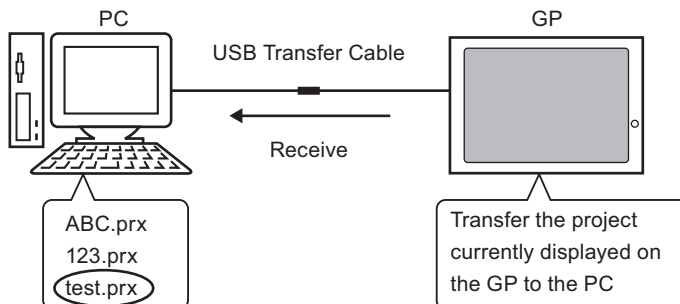 PC
GP
USB Transfer Cable
Receive
ABC.prx
123.prx
test.prx
Transfer the project
currently displayed on
the GP to the PC